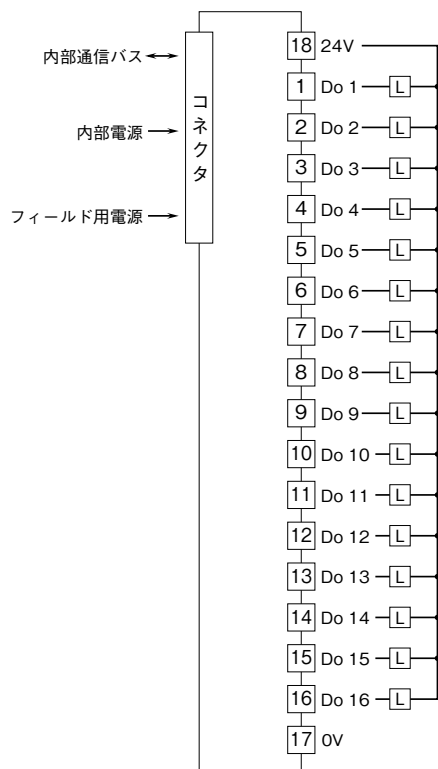 内部通信バス
内部電源
フィールド用電源
コネクタ
18 24V
1 Do 1 L
2 Do 2 L
3 Do 3 L
4 Do 4 L
5 Do 5 L
6 Do 6 L
7 Do 7 L
8 Do 8 L
9 Do 9 L
10 Do 10 L
11 Do 11 L
12 Do 12 L
13 Do 13 L
14 Do 14 L
15 Do 15 L
16 Do 16 L
17 0V